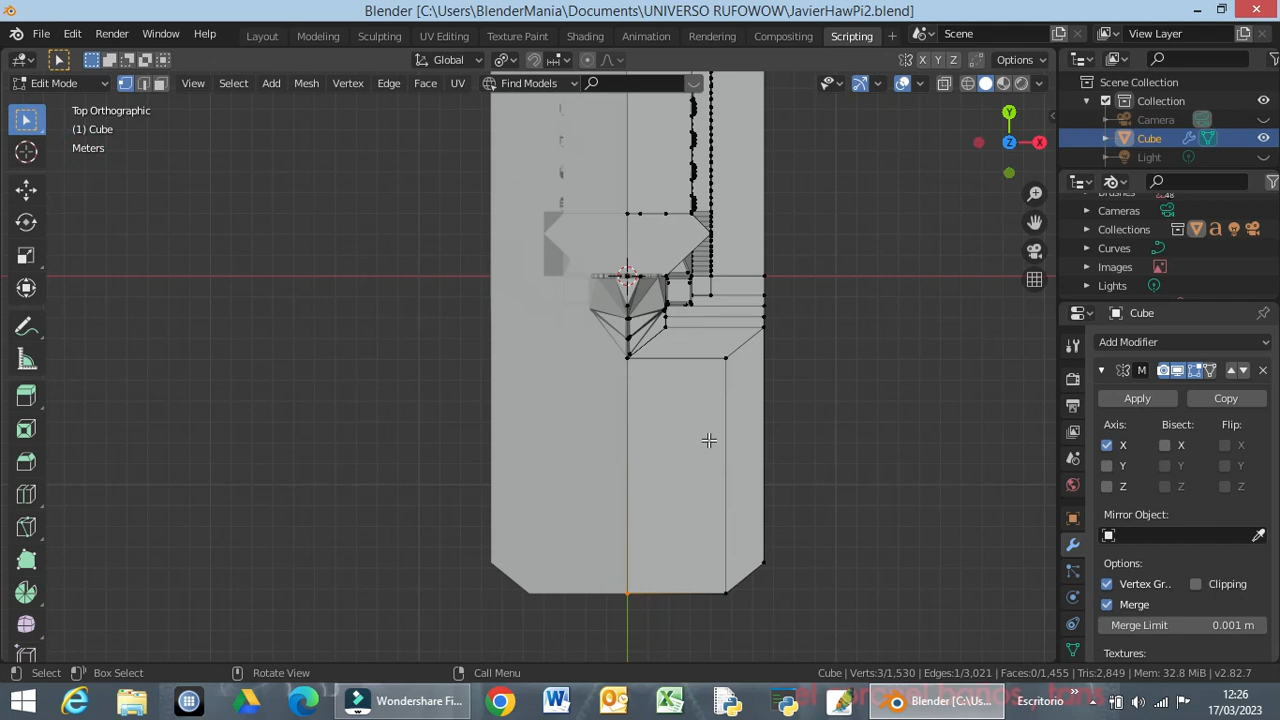 Blender [C:\Users\BlenderMania\Documents\UNIVERSO RUFOWOW\JavierHawPi2.blend]
File Edit Render Window Help Layout Modeling Sculpting UV Editing Texture Paint Shading Animation Rendering Compositing Scripting + Scene View Layer
Global X Y Z Options
Edit Mode View Select Add Mesh Vertex Edge Face UV Find Models
Top Orthographic
(1) Cube
Meters
Y
Z X
Scene Collection
Collection
Camera
Cube
Light
Brushes 48
Cameras
Collections
Curves
Images
Lights
Cube
Add Modifier
M
Apply Copy
Axis: Bisect: Flip:
X X X
Y Y Y
Z Z Z
Mirror Object:
Options:
Vertex Gr.. Clipping
Merge
Merge Limit 0.001 m
Textures:
Select Box Select Rotate View Call Menu Cube | Verts:3/1,530 | Edges:1/3,021 | Faces:0/1,455 | Tris:2,849 | Mem: 32.8 MiB | v2.82.7
Wondershare Fi... Blender [C:\Us... Escritorio » 12:26
17/03/2023